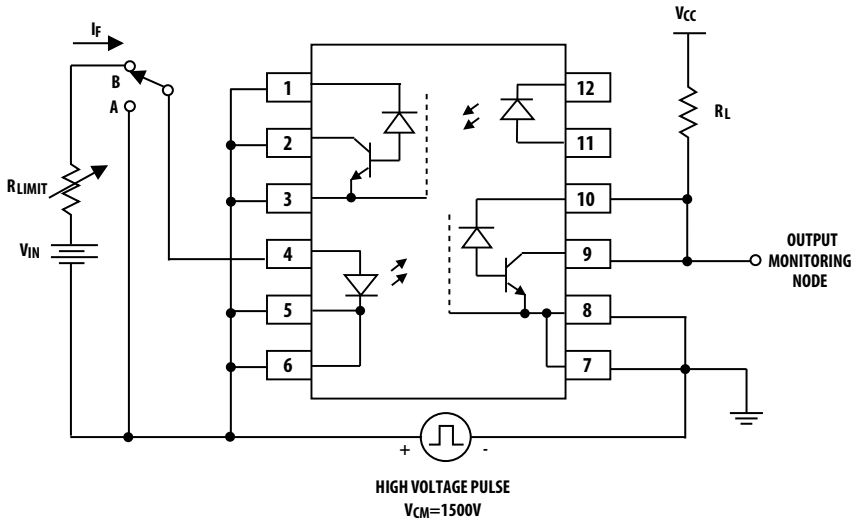 IF
VCC
B
A
RLIMIT
VIN
RL
1
2
3
4
5
6
12
11
10
9
8
7
OUTPUT
MONITORING
NODE
+
-
HIGH VOLTAGE PULSE
VCM=1500V